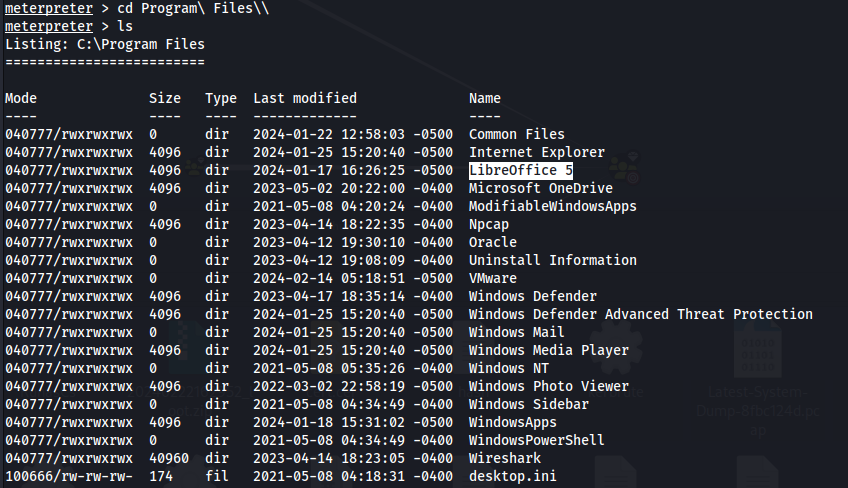 meterpreter > cd Program\ Files\\
meterpreter > ls
Listing: C:\Program Files
=========================
Mode Size Type Last modified Name
---- ---- ---- ------------- ----
040777/rwxrwxrwx 0 dir 2024-01-22 12:58:03 -0500 Common Files
040777/rwxrwxrwx 4096 dir 2024-01-25 15:20:40 -0500 Internet Explorer
040777/rwxrwxrwx 4096 dir 2024-01-17 16:26:25 -0500 LibreOffice 5
040777/rwxrwxrwx 4096 dir 2023-05-02 20:22:00 -0400 Microsoft OneDrive
040777/rwxrwxrwx 0 dir 2021-05-08 04:20:24 -0400 ModifiableWindowsApps
040777/rwxrwxrwx 4096 dir 2023-04-14 18:22:35 -0400 Npcap
040777/rwxrwxrwx 0 dir 2023-04-12 19:30:10 -0400 Oracle
040777/rwxrwxrwx 0 dir 2023-04-12 19:08:09 -0400 Uninstall Information
040777/rwxrwxrwx 0 dir 2024-02-14 05:18:51 -0500 VMware
040777/rwxrwxrwx 4096 dir 2023-04-17 18:35:14 -0400 Windows Defender
040777/rwxrwxrwx 4096 dir 2024-01-25 15:20:40 -0500 Windows Defender Advanced Threat Protection
040777/rwxrwxrwx 0 dir 2024-01-25 15:20:40 -0500 Windows Mail
040777/rwxrwxrwx 4096 dir 2024-01-25 15:20:40 -0500 Windows Media Player
040777/rwxrwxrwx 0 dir 2021-05-08 05:35:26 -0400 Windows NT
040777/rwxrwxrwx 4096 dir 2022-03-02 22:58:19 -0500 Windows Photo Viewer
040777/rwxrwxrwx 0 dir 2021-05-08 04:34:49 -0400 Windows Sidebar
040777/rwxrwxrwx 4096 dir 2024-01-18 15:31:02 -0500 WindowsApps
040777/rwxrwxrwx 0 dir 2021-05-08 04:34:49 -0400 WindowsPowerShell
040777/rwxrwxrwx 40960 dir 2023-04-14 18:23:05 -0400 Wireshark
100666/rw-rw-rw- 174 fil 2021-05-08 04:18:31 -0400 desktop.ini
Latest-System-
Dump-8fbc124d.pc
ap